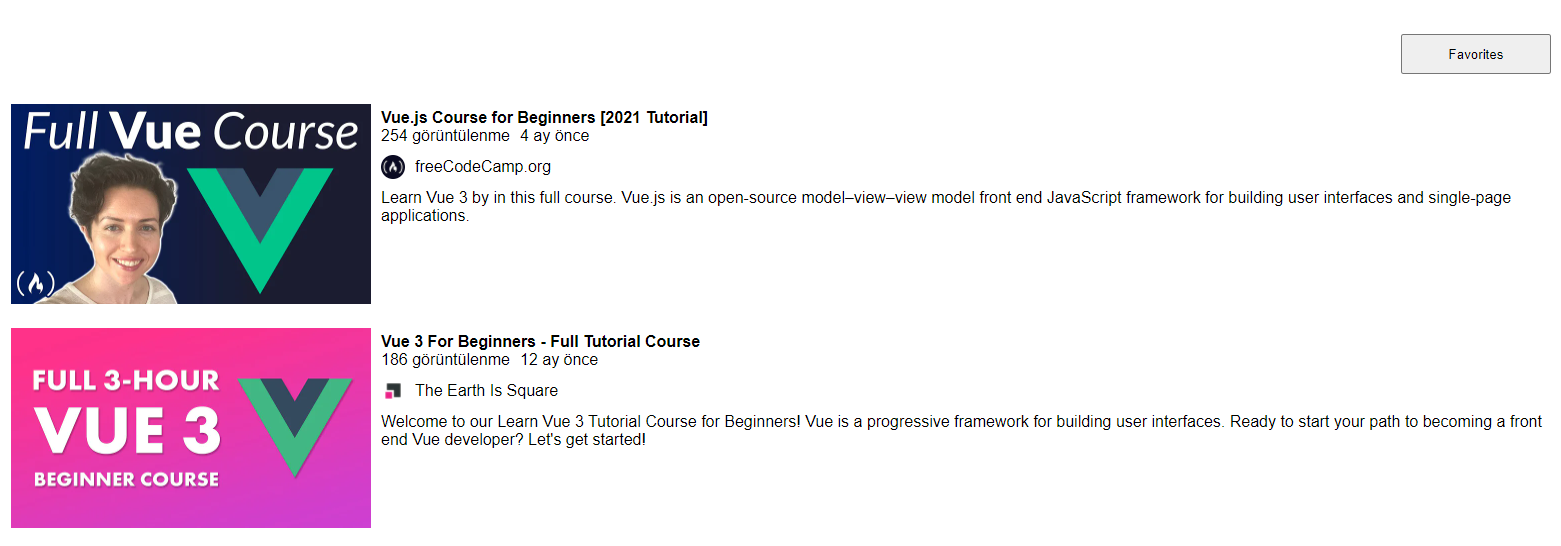 Favorites
Full Vue Course
Vue.js Course for Beginners [2021 Tutorial]
254 görüntülenme 4 ay önce
freeCodeCamp.org
Learn Vue 3 by in this full course. Vue.js is an open-source model–view–view model front end JavaScript framework for building user interfaces and single-page
applications.
FULL 3-HOUR
VUE 3
BEGINNER COURSE
Vue 3 For Beginners - Full Tutorial Course
186 görüntülenme 12 ay önce
The Earth Is Square
Welcome to our Learn Vue 3 Tutorial Course for Beginners! Vue is a progressive framework for building user interfaces. Ready to start your path to becoming a front
end Vue developer? Let's get started!